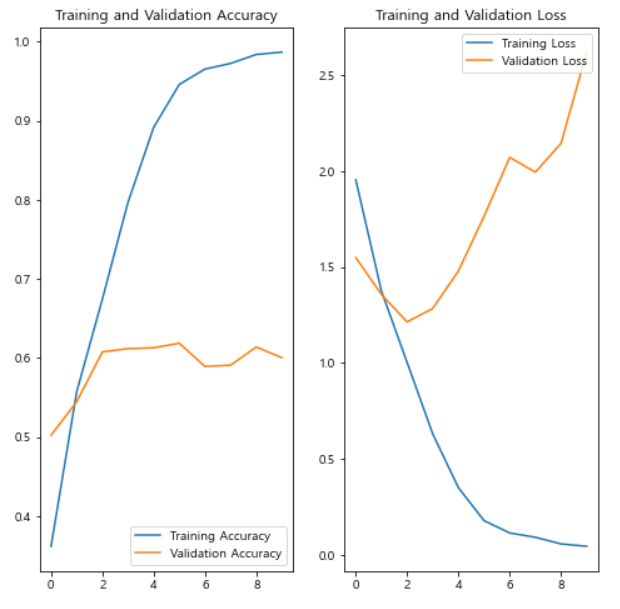 Training and Validation Accuracy
1.0
0.9
0.8
0.7
0.6
0.5
0.4
0 2 4 6 8
Training Accuracy
Validation Accuracy
Training and Validation Loss
2.5
2.0
1.5
1.0
0.5
0.0
0 2 4 6 8
Training Loss
Validation Loss